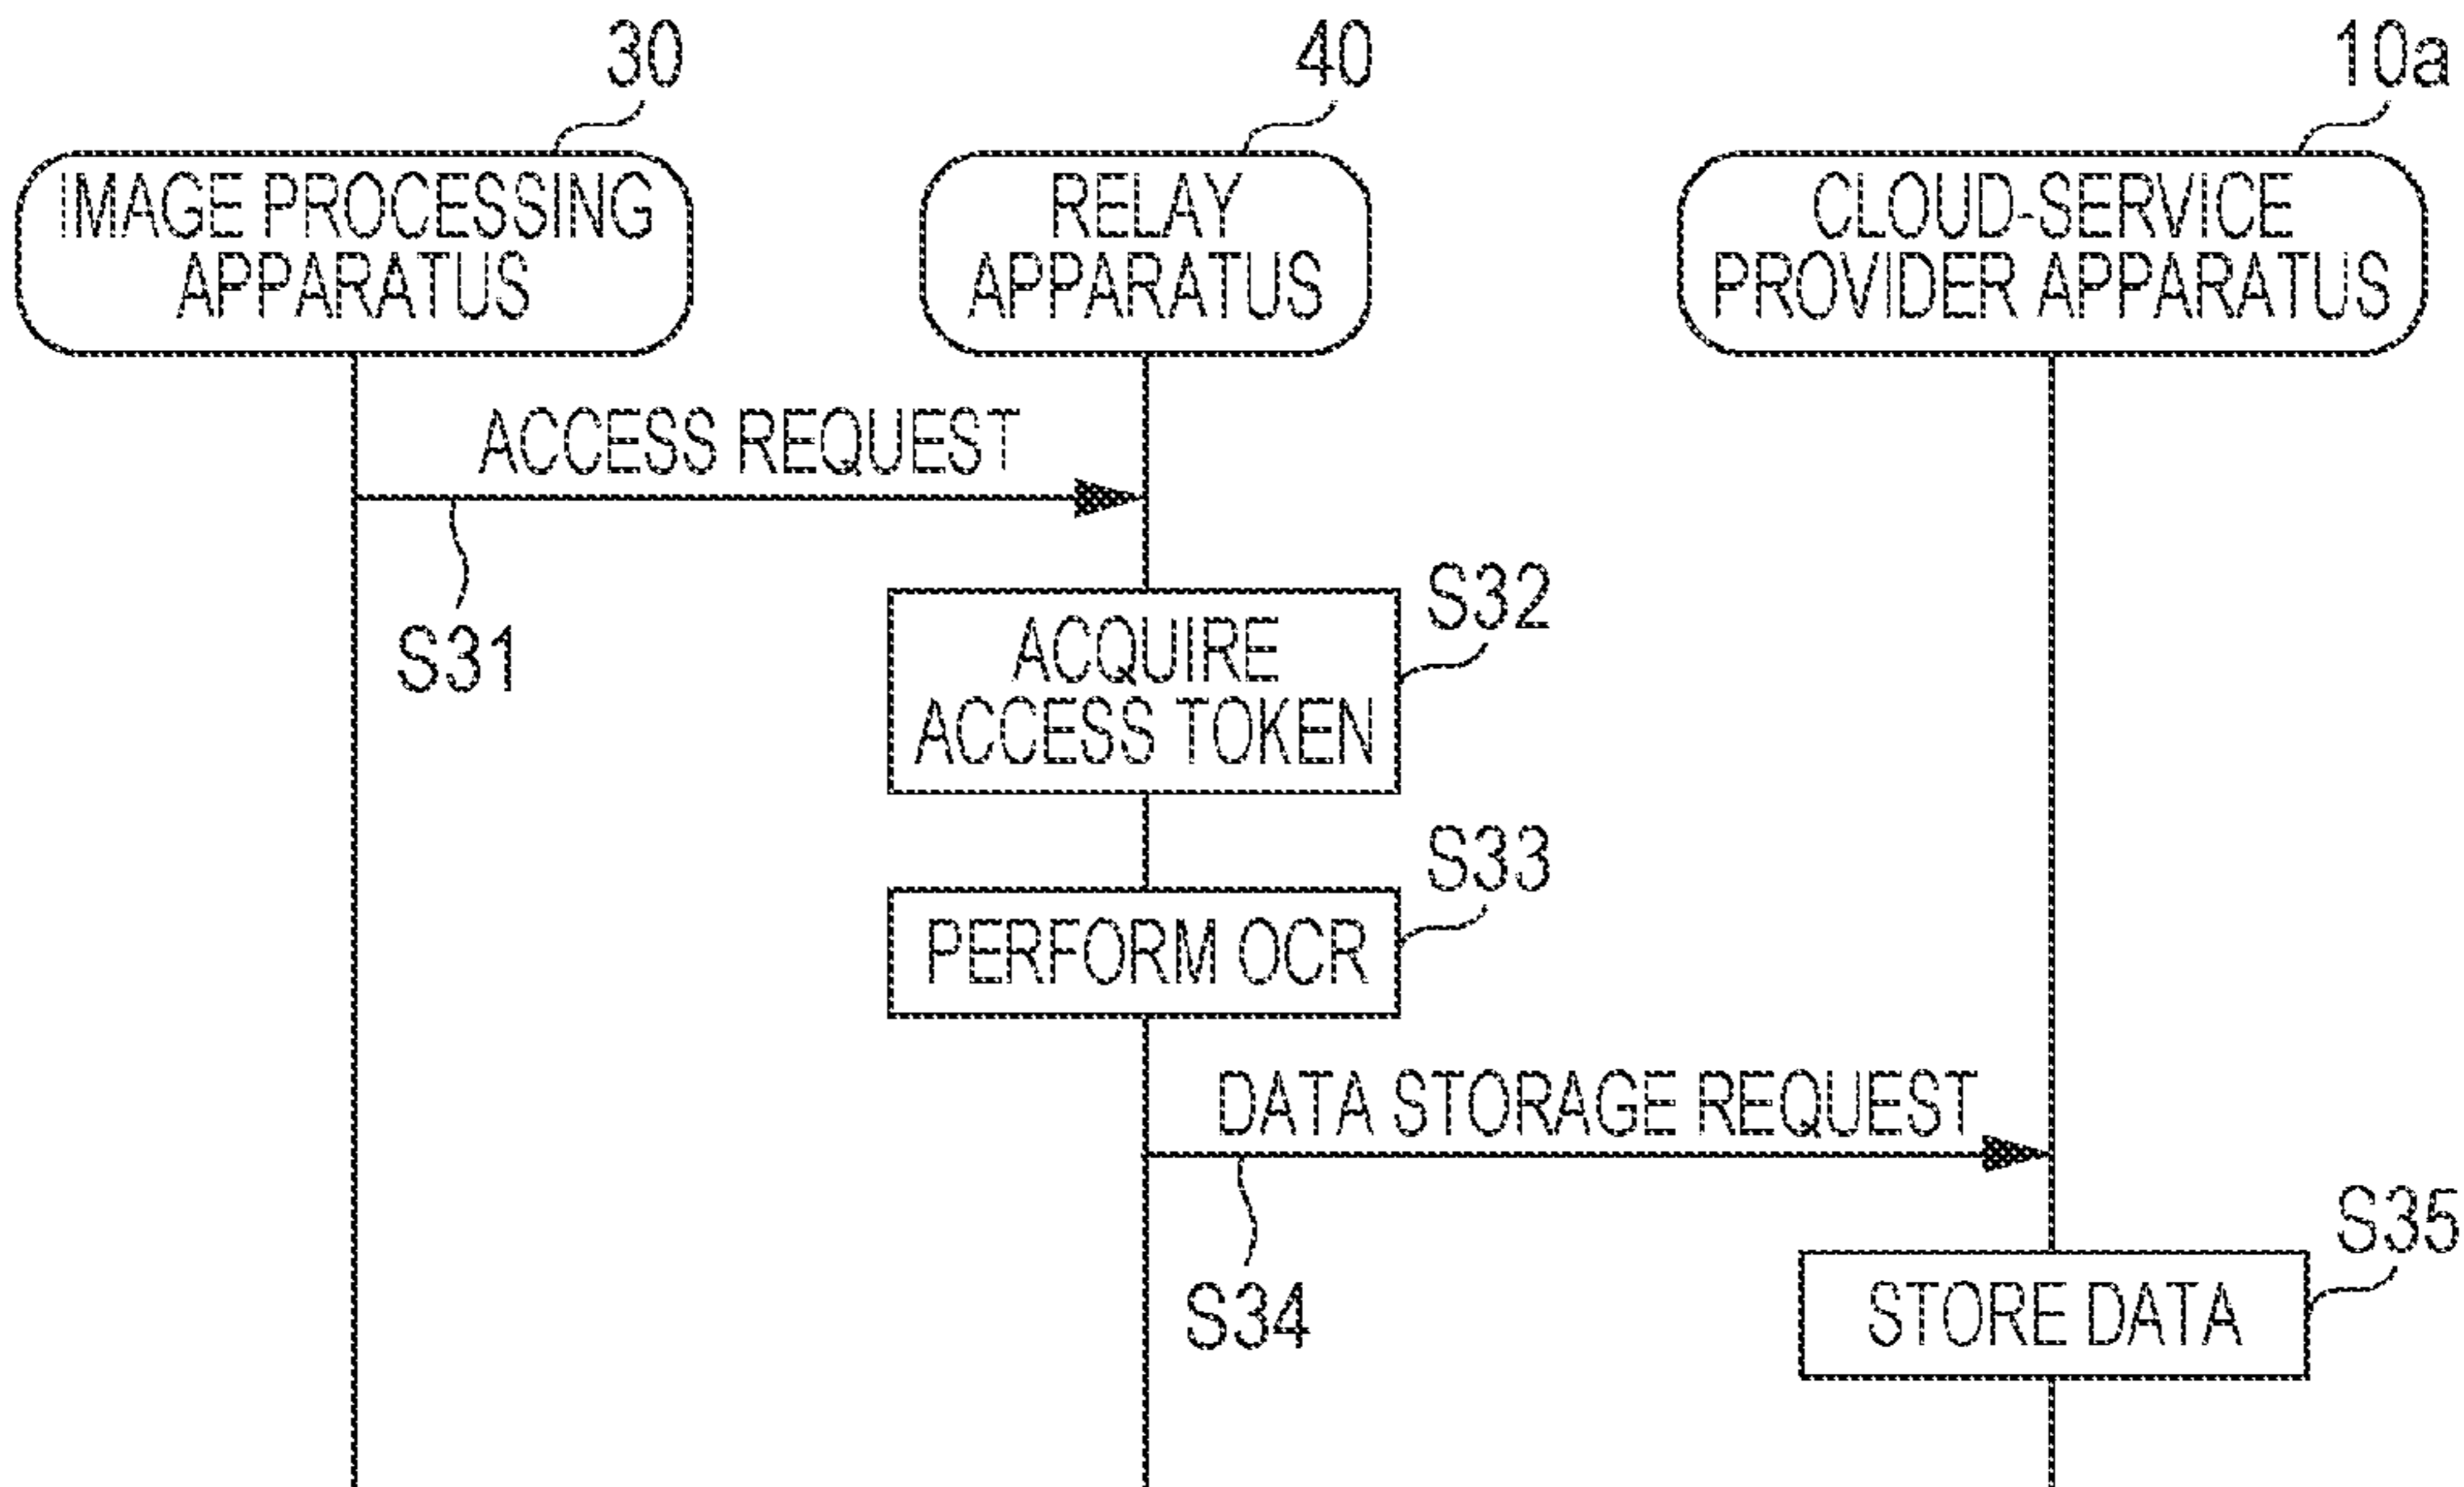 30
40
10a
IMAGE PROCESSING
APPARATUS
RELAY
APPARATUS
CLOUD-SERVICE
PROVIDER APPARATUS
ACCESS REQUEST
S31
S32
ACQUIRE
ACCESS TOKEN
S33
PERFORM OCR
DATA STORAGE REQUEST
S34
S35
STORE DATA